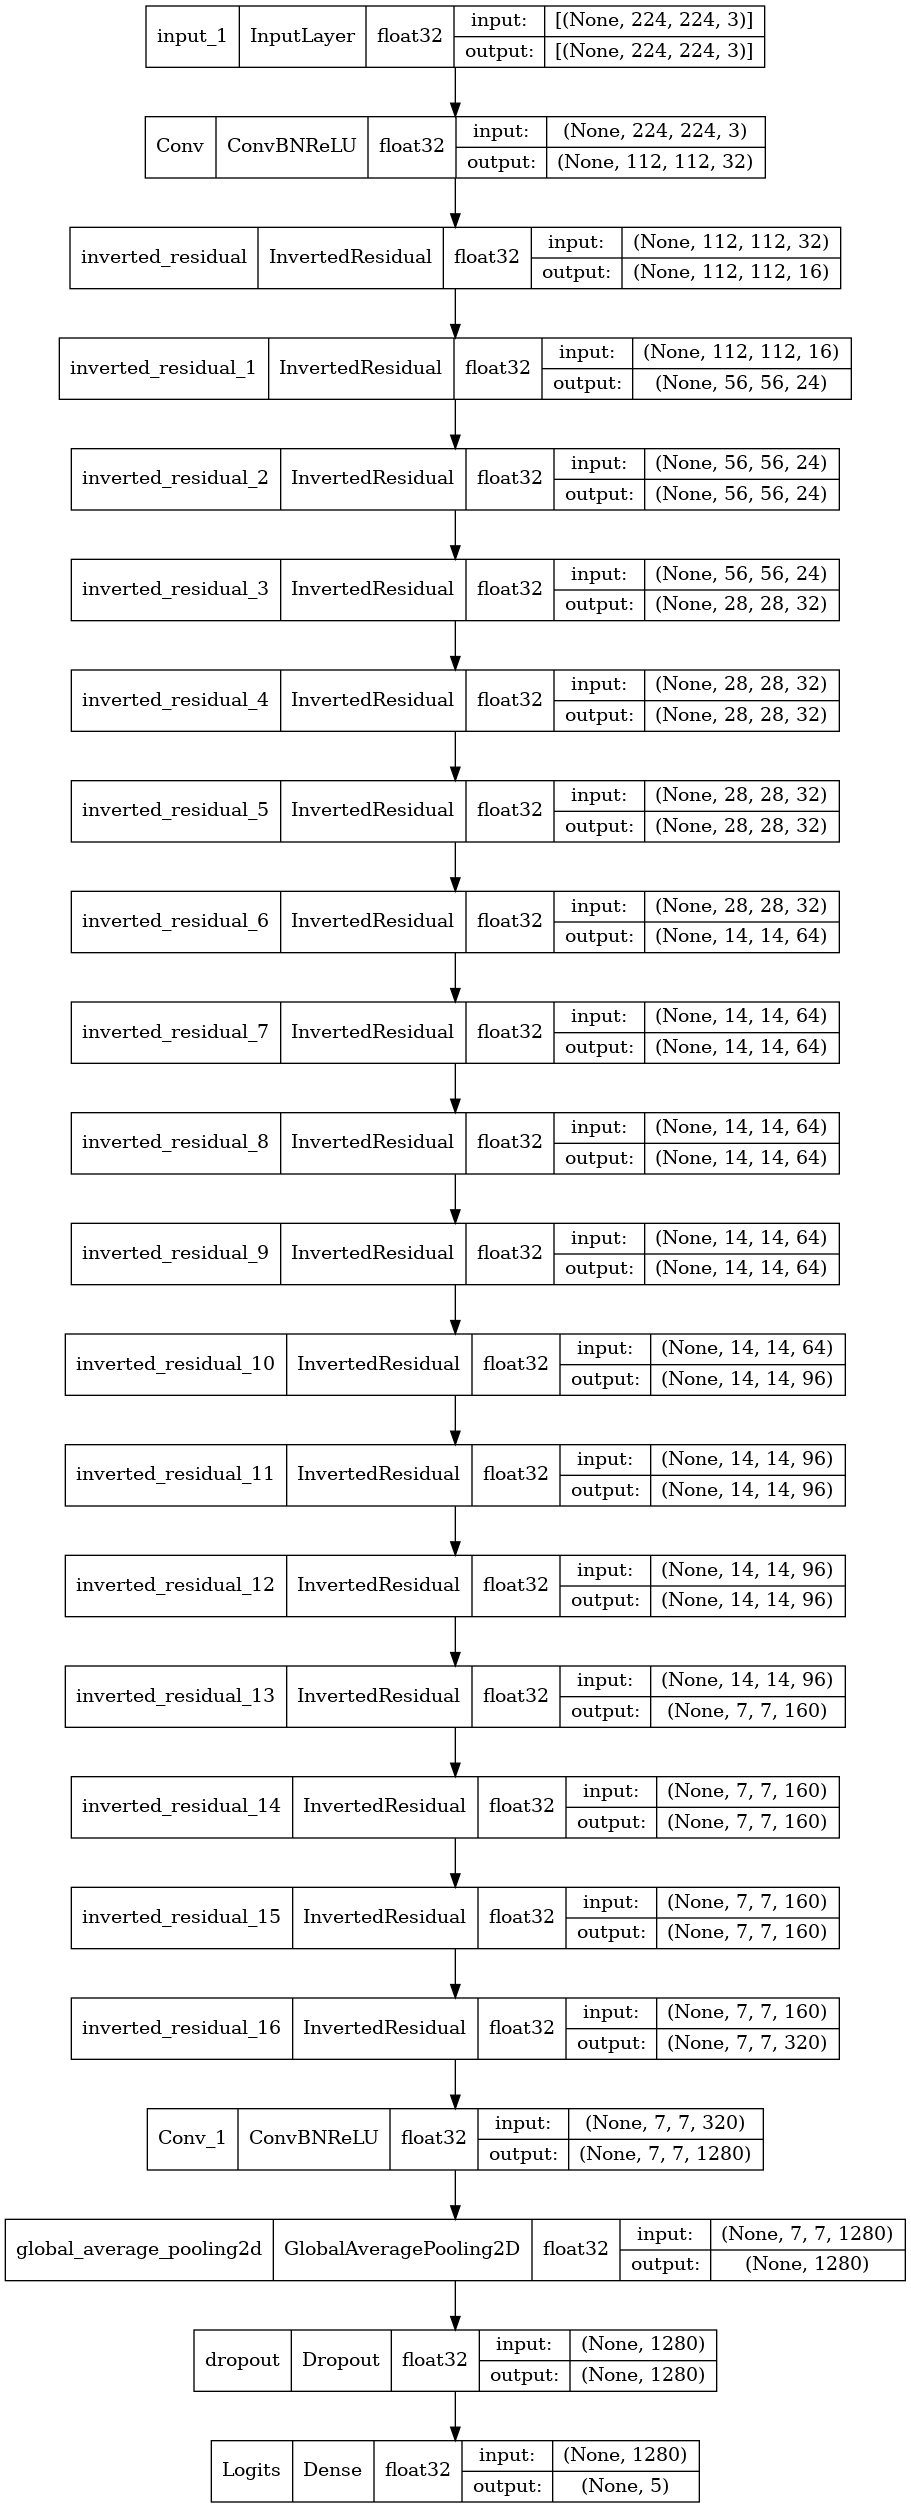 input_1 InputLayer float32 input: [(None, 224, 224, 3)]
output: [(None, 224, 224, 3)]
Conv ConvBNReLU float32 input: (None, 224, 224, 3)
output: (None, 112, 112, 32)
inverted_residual InvertedResidual float32 input: (None, 112, 112, 32)
output: (None, 112, 112, 16)
inverted_residual_1 InvertedResidual float32 input: (None, 112, 112, 16)
output: (None, 56, 56, 24)
inverted_residual_2 InvertedResidual float32 input: (None, 56, 56, 24)
output: (None, 56, 56, 24)
inverted_residual_3 InvertedResidual float32 input: (None, 56, 56, 24)
output: (None, 28, 28, 32)
inverted_residual_4 InvertedResidual float32 input: (None, 28, 28, 32)
output: (None, 28, 28, 32)
inverted_residual_5 InvertedResidual float32 input: (None, 28, 28, 32)
output: (None, 28, 28, 32)
inverted_residual_6 InvertedResidual float32 input: (None, 28, 28, 32)
output: (None, 14, 14, 64)
inverted_residual_7 InvertedResidual float32 input: (None, 14, 14, 64)
output: (None, 14, 14, 64)
inverted_residual_8 InvertedResidual float32 input: (None, 14, 14, 64)
output: (None, 14, 14, 64)
inverted_residual_9 InvertedResidual float32 input: (None, 14, 14, 64)
output: (None, 14, 14, 64)
inverted_residual_10 InvertedResidual float32 input: (None, 14, 14, 64)
output: (None, 14, 14, 96)
inverted_residual_11 InvertedResidual float32 input: (None, 14, 14, 96)
output: (None, 14, 14, 96)
inverted_residual_12 InvertedResidual float32 input: (None, 14, 14, 96)
output: (None, 14, 14, 96)
inverted_residual_13 InvertedResidual float32 input: (None, 14, 14, 96)
output: (None, 7, 7, 160)
inverted_residual_14 InvertedResidual float32 input: (None, 7, 7, 160)
output: (None, 7, 7, 160)
inverted_residual_15 InvertedResidual float32 input: (None, 7, 7, 160)
output: (None, 7, 7, 160)
inverted_residual_16 InvertedResidual float32 input: (None, 7, 7, 160)
output: (None, 7, 7, 320)
Conv_1 ConvBNReLU float32 input: (None, 7, 7, 320)
output: (None, 7, 7, 1280)
global_average_pooling2d GlobalAveragePooling2D float32 input: (None, 7, 7, 1280)
output: (None, 1280)
dropout Dropout float32 input: (None, 1280)
output: (None, 1280)
Logits Dense float32 input: (None, 1280)
output: (None, 5)